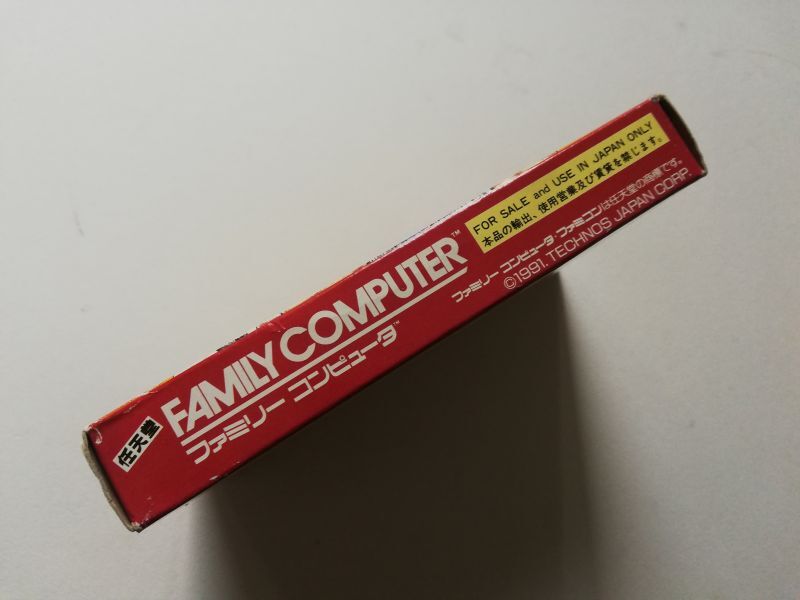 任天堂
FAMILY COMPUTER™
ファミリー コンピュータ™
FOR SALE and USE IN JAPAN ONLY
本品の輸出、使用営業及び賃貸を禁じます。
ファミリー コンピュータ・ファミコンは任天堂の商標です。
©1991. TECHNOS JAPAN CORP.